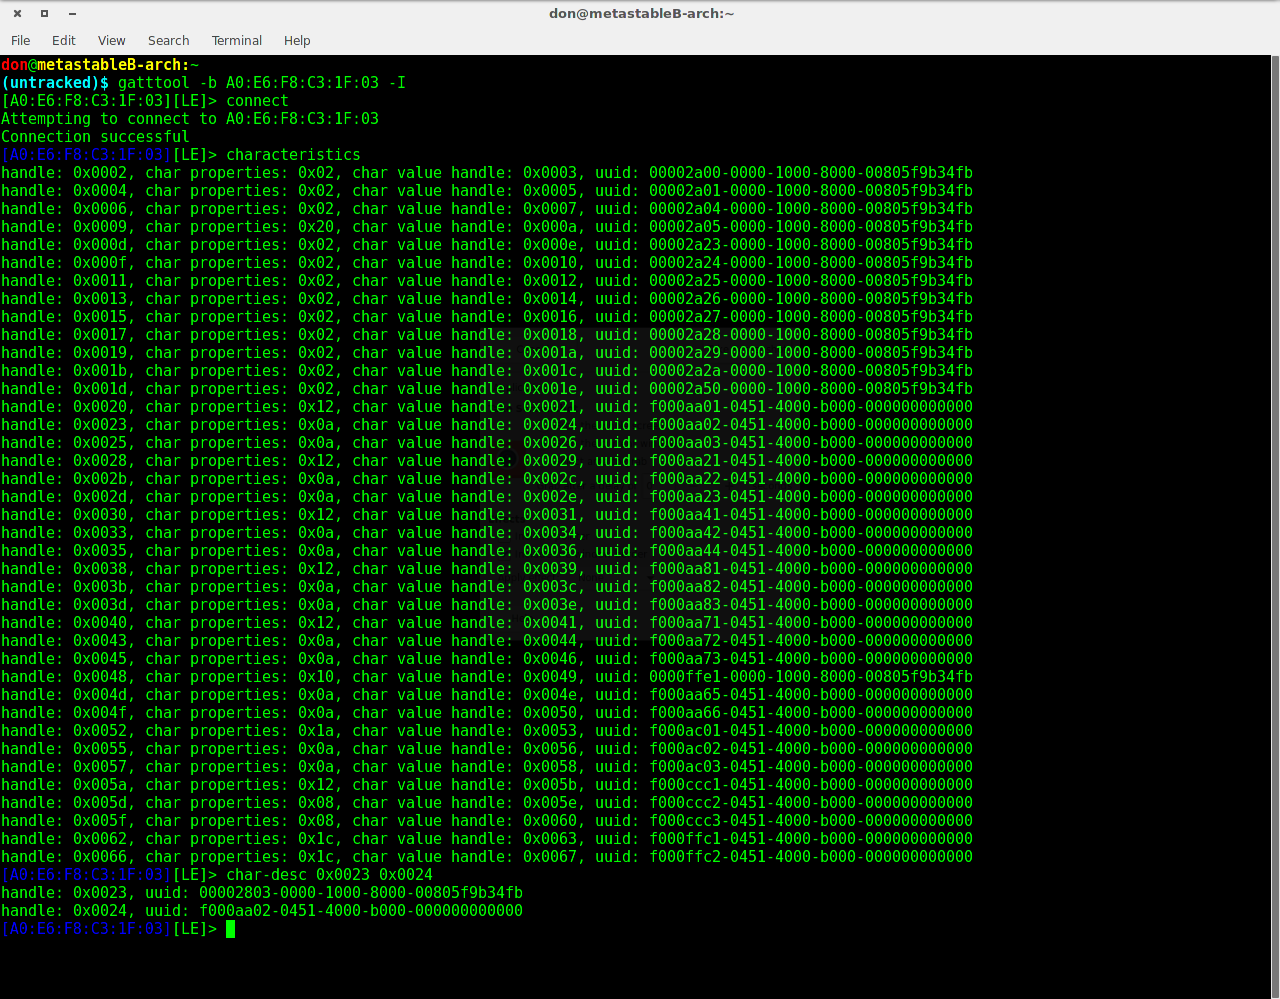 don@metastableB-arch:~
File Edit View Search Terminal Help
don@metastableB-arch:~
(untracked)$ gatttool -b A0:E6:F8:C3:1F:03 -I
[A0:E6:F8:C3:1F:03][LE]> connect
Attempting to connect to A0:E6:F8:C3:1F:03
Connection successful
[A0:E6:F8:C3:1F:03][LE]> characteristics
handle: 0x0002, char properties: 0x02, char value handle: 0x0003, uuid: 00002a00-0000-1000-8000-00805f9b34fb
handle: 0x0004, char properties: 0x02, char value handle: 0x0005, uuid: 00002a01-0000-1000-8000-00805f9b34fb
handle: 0x0006, char properties: 0x02, char value handle: 0x0007, uuid: 00002a04-0000-1000-8000-00805f9b34fb
handle: 0x0009, char properties: 0x20, char value handle: 0x000a, uuid: 00002a05-0000-1000-8000-00805f9b34fb
handle: 0x000d, char properties: 0x02, char value handle: 0x000e, uuid: 00002a23-0000-1000-8000-00805f9b34fb
handle: 0x000f, char properties: 0x02, char value handle: 0x0010, uuid: 00002a24-0000-1000-8000-00805f9b34fb
handle: 0x0011, char properties: 0x02, char value handle: 0x0012, uuid: 00002a25-0000-1000-8000-00805f9b34fb
handle: 0x0013, char properties: 0x02, char value handle: 0x0014, uuid: 00002a26-0000-1000-8000-00805f9b34fb
handle: 0x0015, char properties: 0x02, char value handle: 0x0016, uuid: 00002a27-0000-1000-8000-00805f9b34fb
handle: 0x0017, char properties: 0x02, char value handle: 0x0018, uuid: 00002a28-0000-1000-8000-00805f9b34fb
handle: 0x0019, char properties: 0x02, char value handle: 0x001a, uuid: 00002a29-0000-1000-8000-00805f9b34fb
handle: 0x001b, char properties: 0x02, char value handle: 0x001c, uuid: 00002a2a-0000-1000-8000-00805f9b34fb
handle: 0x001d, char properties: 0x02, char value handle: 0x001e, uuid: 00002a50-0000-1000-8000-00805f9b34fb
handle: 0x0020, char properties: 0x12, char value handle: 0x0021, uuid: f000aa01-0451-4000-b000-000000000000
handle: 0x0023, char properties: 0x0a, char value handle: 0x0024, uuid: f000aa02-0451-4000-b000-000000000000
handle: 0x0025, char properties: 0x0a, char value handle: 0x0026, uuid: f000aa03-0451-4000-b000-000000000000
handle: 0x0028, char properties: 0x12, char value handle: 0x0029, uuid: f000aa21-0451-4000-b000-000000000000
handle: 0x002b, char properties: 0x0a, char value handle: 0x002c, uuid: f000aa22-0451-4000-b000-000000000000
handle: 0x002d, char properties: 0x0a, char value handle: 0x002e, uuid: f000aa23-0451-4000-b000-000000000000
handle: 0x0030, char properties: 0x12, char value handle: 0x0031, uuid: f000aa41-0451-4000-b000-000000000000
handle: 0x0033, char properties: 0x0a, char value handle: 0x0034, uuid: f000aa42-0451-4000-b000-000000000000
handle: 0x0035, char properties: 0x0a, char value handle: 0x0036, uuid: f000aa44-0451-4000-b000-000000000000
handle: 0x0038, char properties: 0x12, char value handle: 0x0039, uuid: f000aa81-0451-4000-b000-000000000000
handle: 0x003b, char properties: 0x0a, char value handle: 0x003c, uuid: f000aa82-0451-4000-b000-000000000000
handle: 0x003d, char properties: 0x0a, char value handle: 0x003e, uuid: f000aa83-0451-4000-b000-000000000000
handle: 0x0040, char properties: 0x12, char value handle: 0x0041, uuid: f000aa71-0451-4000-b000-000000000000
handle: 0x0043, char properties: 0x0a, char value handle: 0x0044, uuid: f000aa72-0451-4000-b000-000000000000
handle: 0x0045, char properties: 0x0a, char value handle: 0x0046, uuid: f000aa73-0451-4000-b000-000000000000
handle: 0x0048, char properties: 0x10, char value handle: 0x0049, uuid: 0000ffe1-0000-1000-8000-00805f9b34fb
handle: 0x004d, char properties: 0x0a, char value handle: 0x004e, uuid: f000aa65-0451-4000-b000-000000000000
handle: 0x004f, char properties: 0x0a, char value handle: 0x0050, uuid: f000aa66-0451-4000-b000-000000000000
handle: 0x0052, char properties: 0x1a, char value handle: 0x0053, uuid: f000ac01-0451-4000-b000-000000000000
handle: 0x0055, char properties: 0x0a, char value handle: 0x0056, uuid: f000ac02-0451-4000-b000-000000000000
handle: 0x0057, char properties: 0x0a, char value handle: 0x0058, uuid: f000ac03-0451-4000-b000-000000000000
handle: 0x005a, char properties: 0x12, char value handle: 0x005b, uuid: f000ccc1-0451-4000-b000-000000000000
handle: 0x005d, char properties: 0x08, char value handle: 0x005e, uuid: f000ccc2-0451-4000-b000-000000000000
handle: 0x005f, char properties: 0x08, char value handle: 0x0060, uuid: f000ccc3-0451-4000-b000-000000000000
handle: 0x0062, char properties: 0x1c, char value handle: 0x0063, uuid: f000ffc1-0451-4000-b000-000000000000
handle: 0x0066, char properties: 0x1c, char value handle: 0x0067, uuid: f000ffc2-0451-4000-b000-000000000000
[A0:E6:F8:C3:1F:03][LE]> char-desc 0x0023 0x0024
handle: 0x0023, uuid: 00002803-0000-1000-8000-00805f9b34fb
handle: 0x0024, uuid: f000aa02-0451-4000-b000-000000000000
[A0:E6:F8:C3:1F:03][LE]>